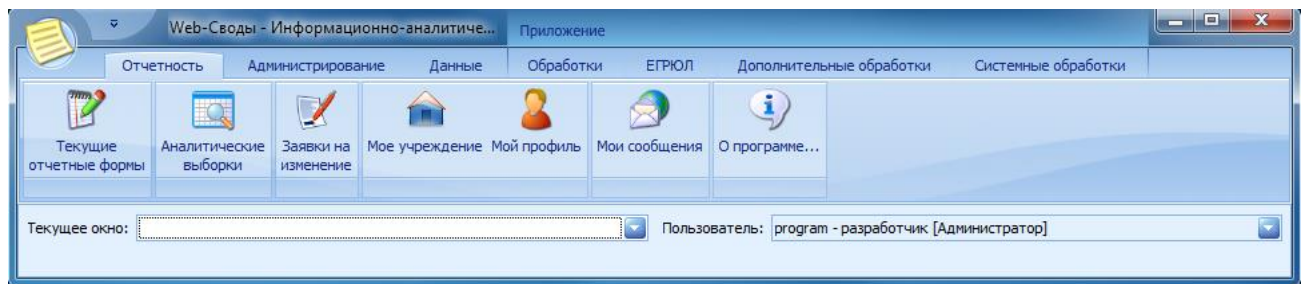 Web-Своды - Информационно-аналитиче... Приложение
Отчетность Администрирование Данные Обработки ЕГРЮЛ Дополнительные обработки Системные обработки
Текущие Аналитические Заявки на Мое учреждение Мой профиль Мои сообщения О программе...
отчетные формы выборки изменение
Текущее окно: Пользователь: program - разработчик [Администратор]